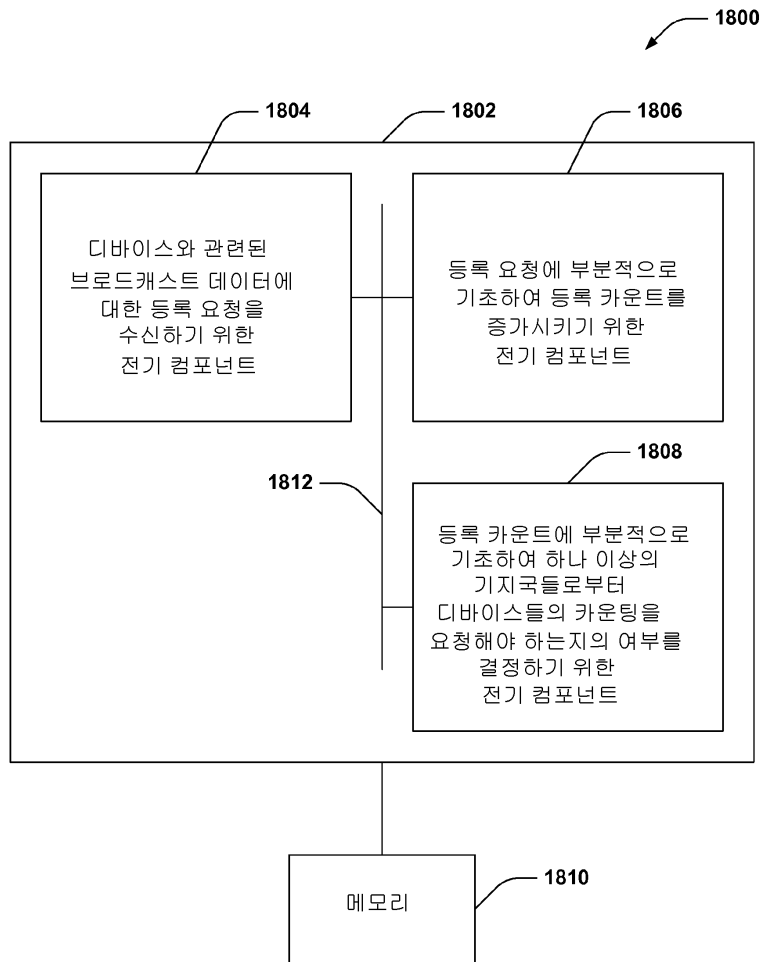 1800
1804
1802
1806
디바이스와 관련된
브로드캐스트 데이터에
대한 등록 요청을
수신하기 위한
전기 컴포넌트
등록 요청에 부분적으로
기초하여 등록 카운트를
증가시키기 위한
전기 컴포넌트
1812
1808
등록 카운트에 부분적으로
기초하여 하나 이상의
기지국들로부터
디바이스들의 카운팅을
요청해야 하는지의 여부를
결정하기 위한
전기 컴포넌트
메모리
1810